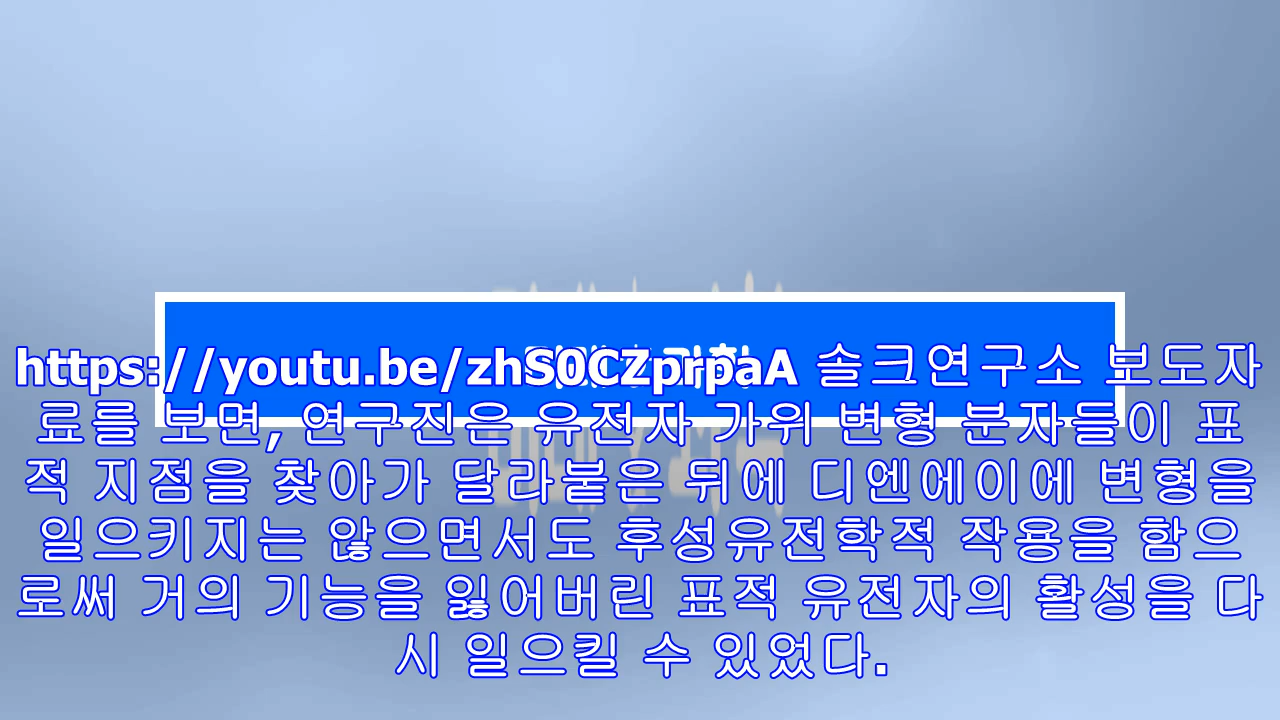 https://youtu.be/zhS0CZprpaA 솔크연구소 보도자
료를 보면, 연구진은 유전자 가위 변형 분자들이 표
적 지점을 찾아가 달라붙은 뒤에 디엔에이에 변형을
일으키지는 않으면서도 후성유전학적 작용을 함으
로써 거의 기능을 잃어버린 표적 유전자의 활성을 다
시 일으킬 수 있었다.